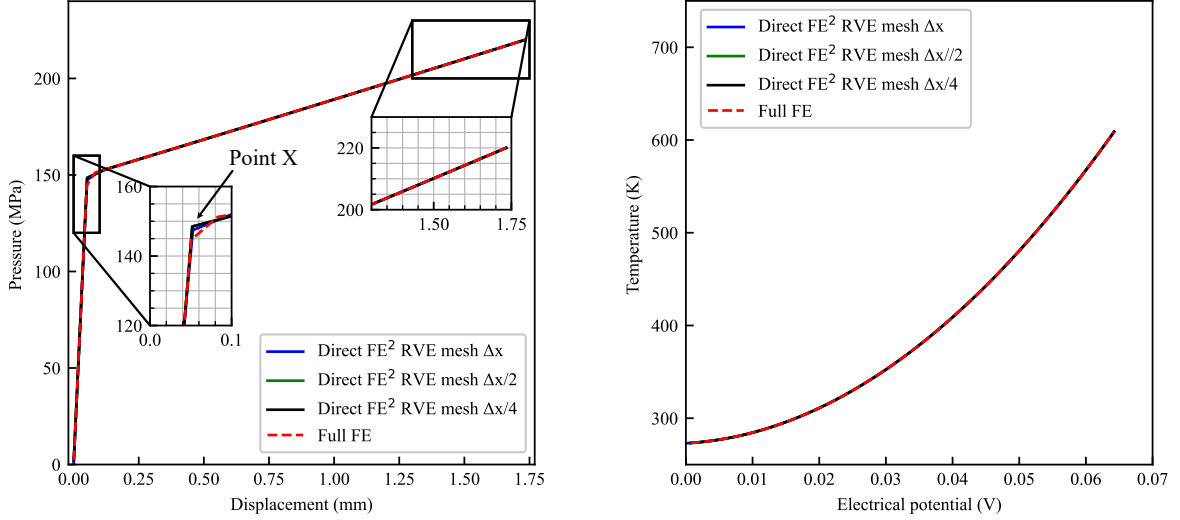 200
150
100
50
0
Pressure (MPa)
0.00
0.25
0.50
0.75
1.00
1.25
1.50
1.75
Displacement (mm)
Point X
160
140
120
0.0
0.1
220
200
1.50
1.75
Direct FE² RVE mesh Δx
Direct FE² RVE mesh Δx/2
Direct FE² RVE mesh Δx/4
Full FE
Direct FE² RVE mesh Δx
Direct FE² RVE mesh Δx//2
Direct FE² RVE mesh Δx/4
Full FE
700
600
500
400
300
Temperature (K)
0.00
0.01
0.02
0.03
0.04
0.05
0.06
0.07
Electrical potential (V)